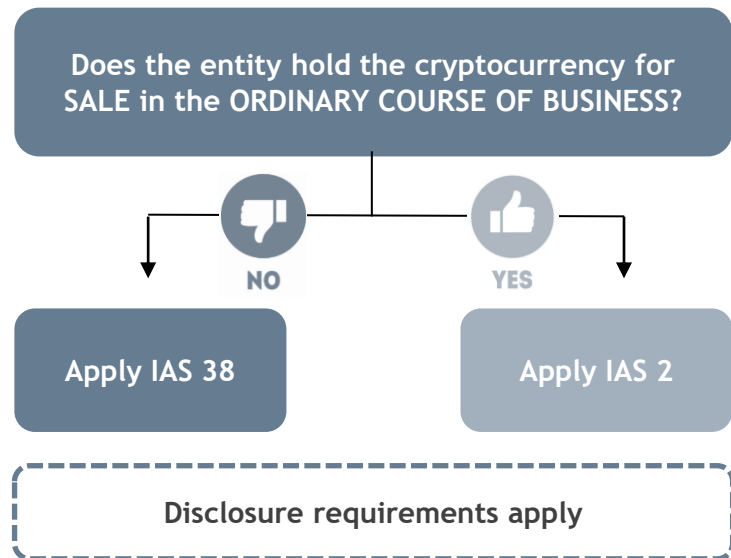 Does the entity hold the cryptocurrency for
SALE in the ORDINARY COURSE OF BUSINESS?
NO
YES
Apply IAS 38
Apply IAS 2
Disclosure requirements apply